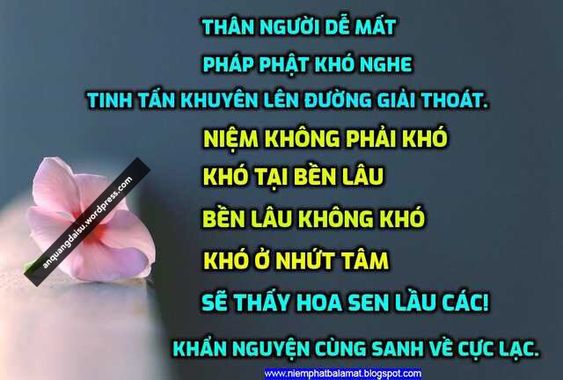 THÂN NGƯỜI DỄ MẤT
PHÁP PHẬT KHÓ NGHE
TINH TẤN KHUYÊN LÊN ĐƯỜNG GIẢI THOÁT.
NIỆM KHÔNG PHẢI KHÓ
KHÓ TẠI BỀN LÂU
BỀN LÂU KHÔNG KHÓ
KHÓ Ở NHỨT TÂM
SẼ THẤY HOA SEN LẦU CÁC!
KHẨN NGUYỆN CÙNG SANH VỀ CỰC LẠC.
anquangdaisu.wordpress.com
www.niemphatbalamat.blogspot.com